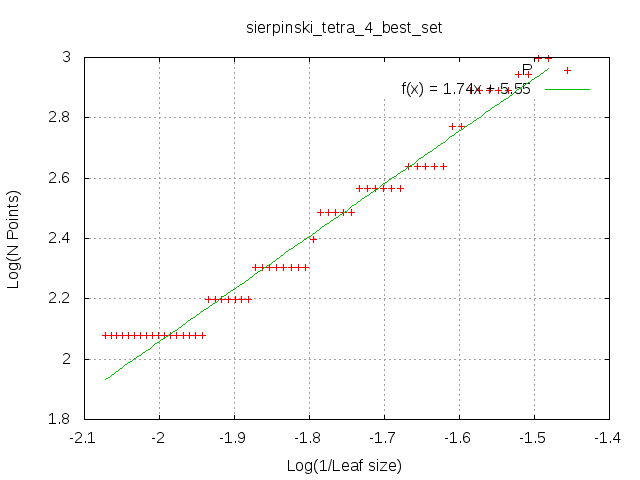 sierpinski_tetra_4_best_set
3
2.8
2.6
2.4
2.2
2
1.8
Log(N Points)
P
f(x) = 1.74x + 5.55
-2.1 -2 -1.9 -1.8 -1.7 -1.6 -1.5 -1.4
Log(1/Leaf size)